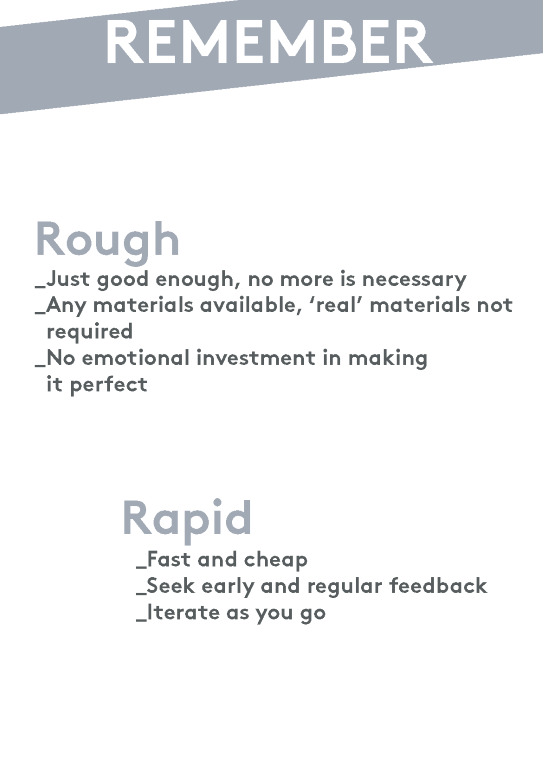 REMEMBER
Rough
_Just good enough, no more is necessary
_Any materials available, ‘real’ materials not
required
_No emotional investment in making
it perfect
Rapid
_Fast and cheap
_Seek early and regular feedback
_Iterate as you go